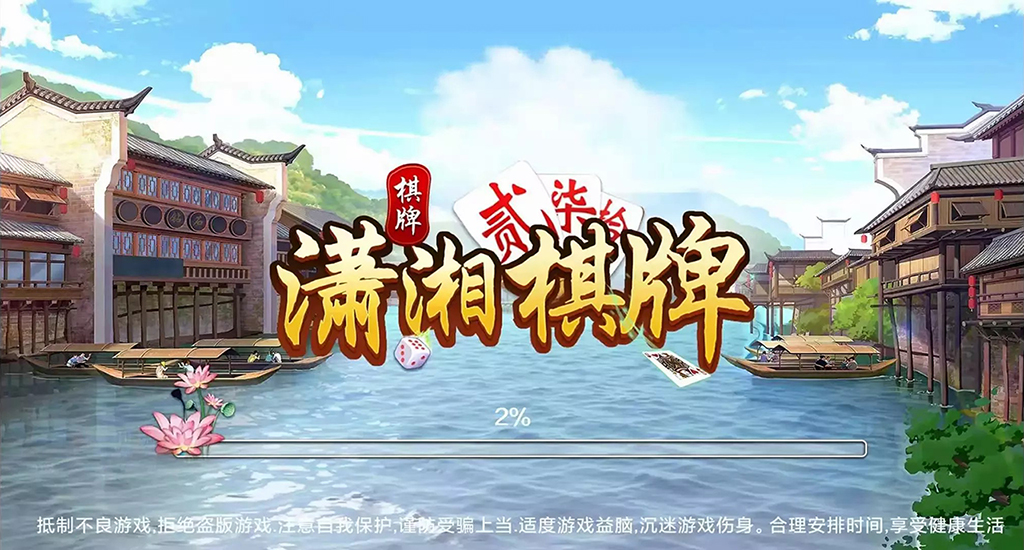 棋牌
贰柒拾
潇湘棋牌
2%
抵制不良游戏,拒绝盗版游戏.注意自我保护,谨防受骗上当.适度游戏益脑,沉迷游戏伤身。合理安排时间,享受健康生活